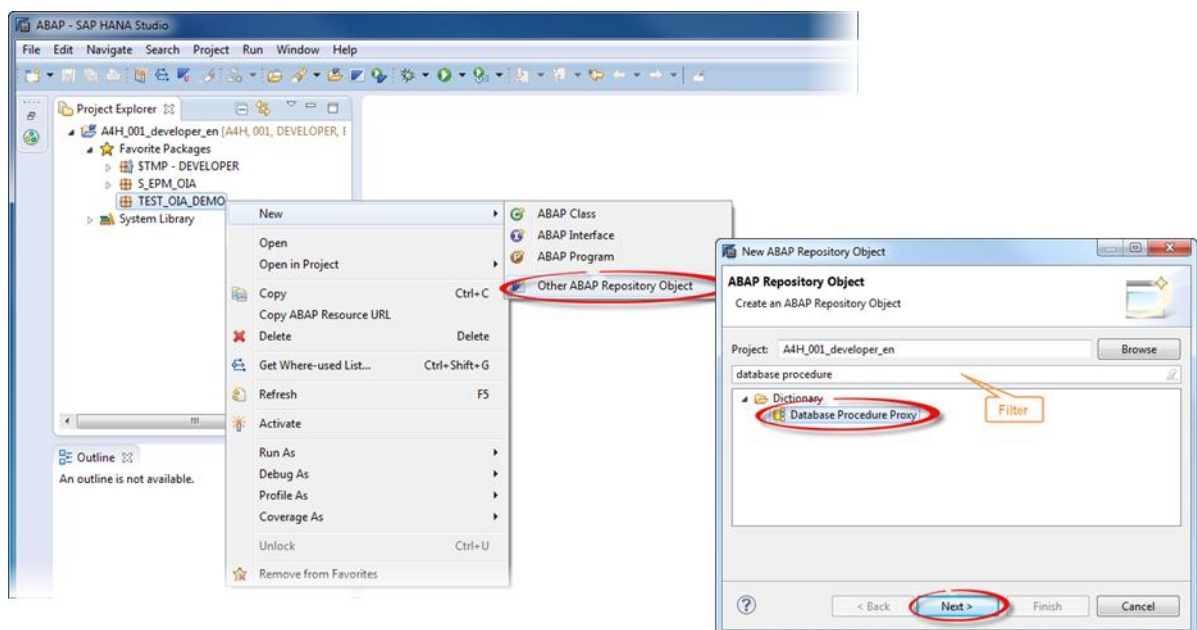 ABAP - SAP HANA Studio
File Edit Navigate Search Project Run Window Help
Project Explorer
A4H_001_developer_en [A4H, 001, DEVELOPER, E
Favorite Packages
$TMP - DEVELOPER
S_EPM_OIA
TEST_OIA_DEMO
System Library
Outline
An outline is not available.
New
Open
Open in Project
Copy Ctrl+C
Copy ABAP Resource URL
Delete Delete
Get Where-used List... Ctrl+Shift+G
Refresh F5
Activate
Run As
Debug As
Profile As
Coverage As
Unlock Ctrl+U
Remove from Favorites
ABAP Class
ABAP Interface
ABAP Program
Other ABAP Repository Object
New ABAP Repository Object
ABAP Repository Object
Create an ABAP Repository Object
Project: A4H_001_developer_en Browse
database procedure
Dictionary
Database Procedure Proxy
Filter
< Back Next > Finish Cancel